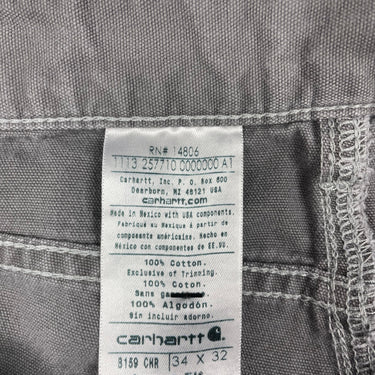 RN# 14806
1113 257710 0000000 A1
Carhartt, Inc. P. O. Box 600
Dearborn, MI 48121 USA
carhartt.com
Made in Mexico with USA components.
Fabriqué au Mexique à partir de
composants américains. Hecho en
México con componentes de EE.UU.
100% Cotton.
Exclusive of Trimming.
100% Coton.
Sans
100% Algodón.
Sin incluir adorno.
carhartt
B159 CHR 34 X 32